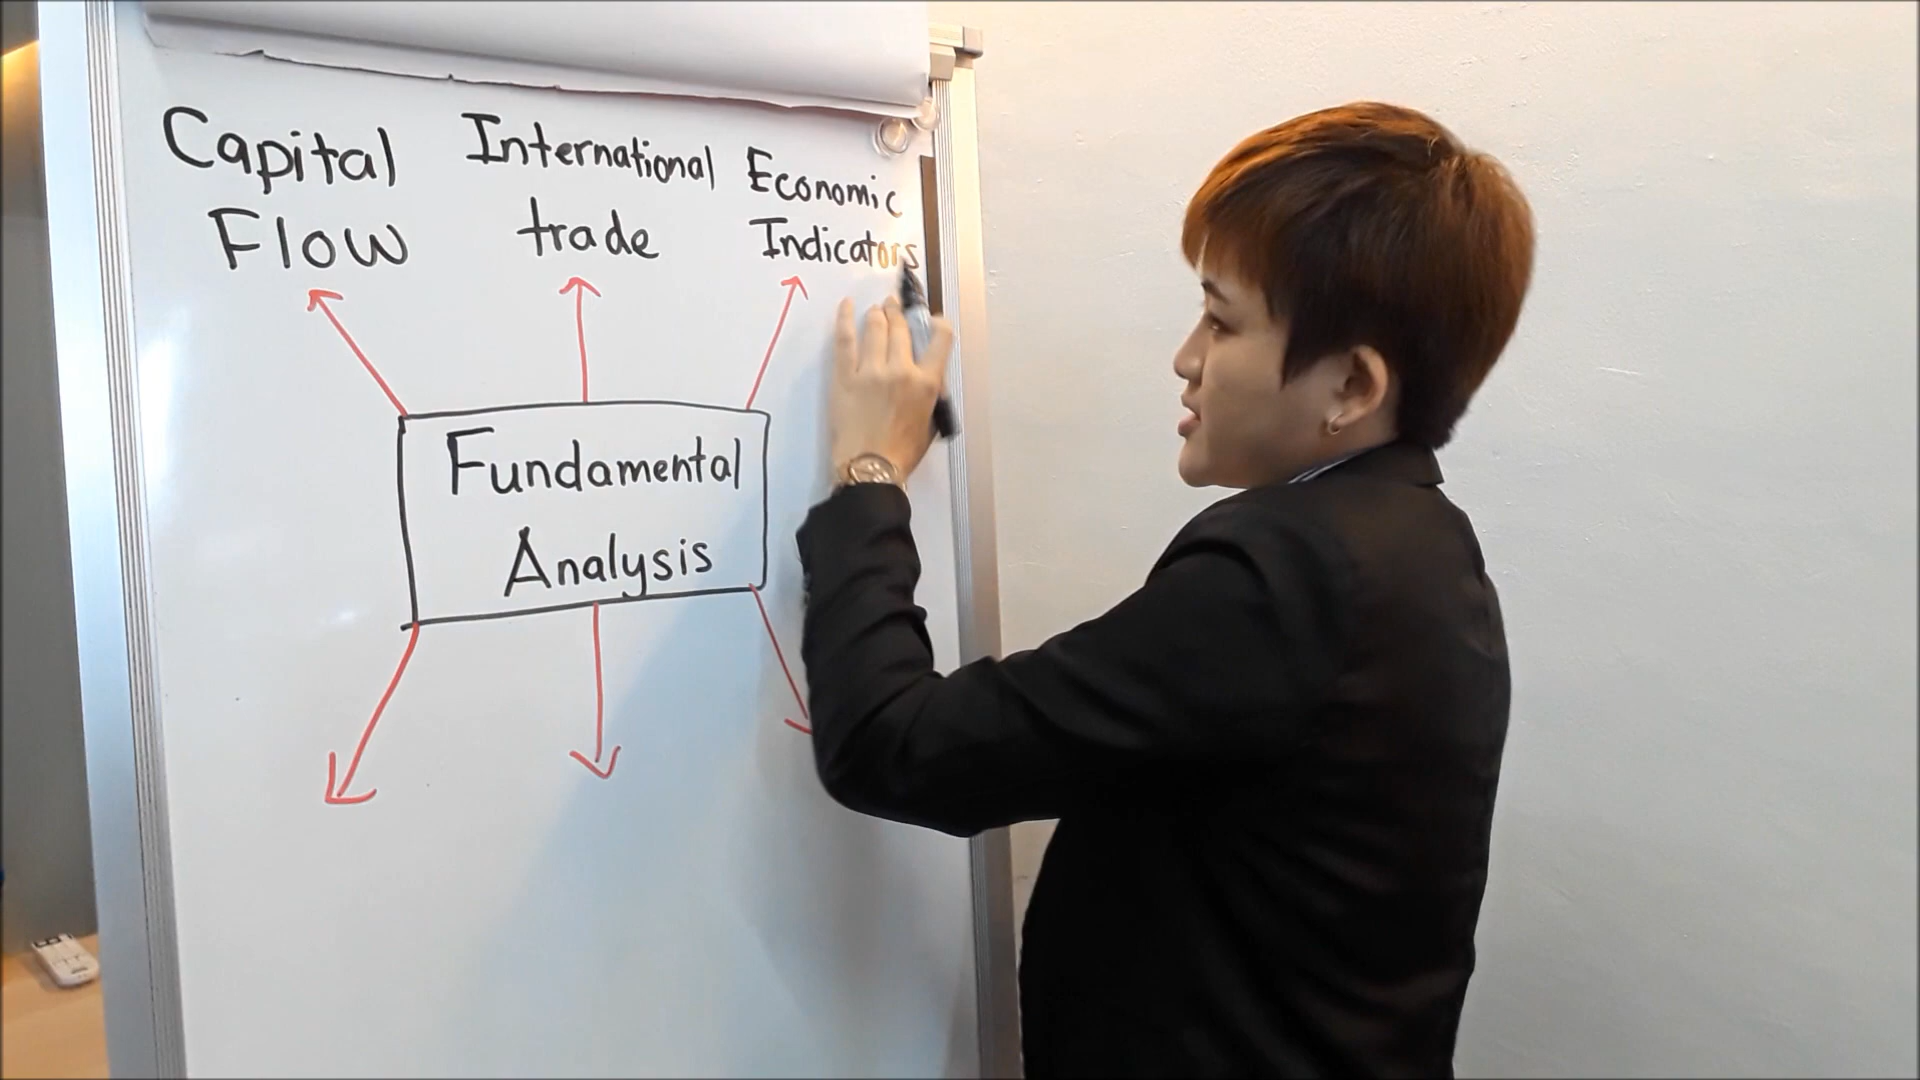 Capital
Flow
International
trade
Economic
Indicators
Fundamental
Analysis